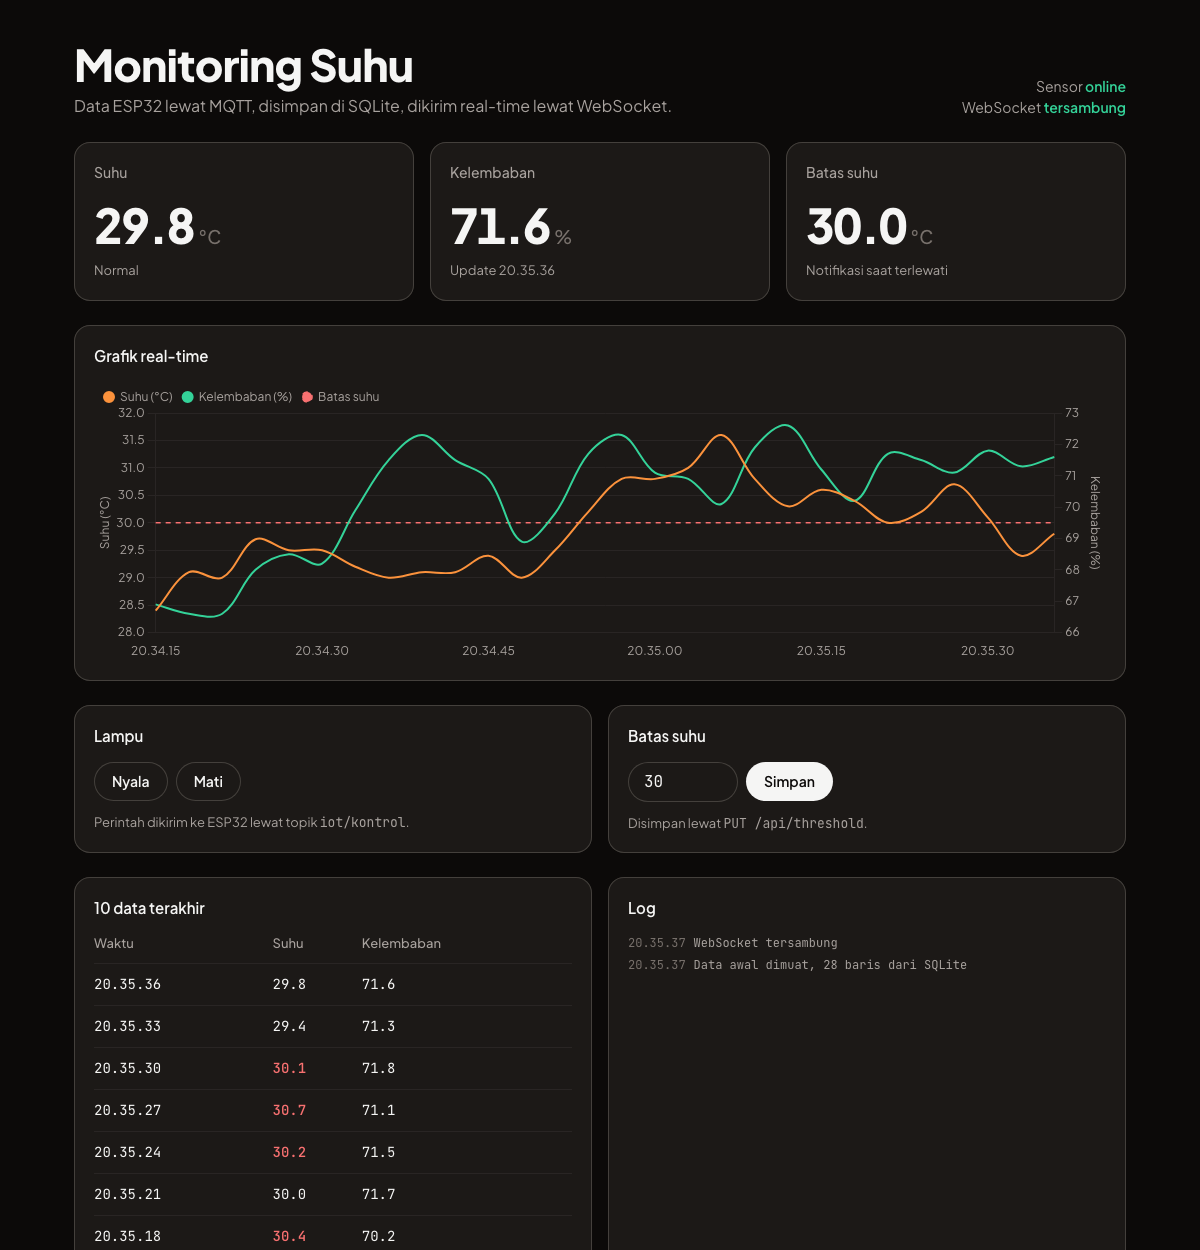 Monitoring Suhu
Data ESP32 lewat MQTT, disimpan di SQLite, dikirim real-time lewat WebSocket.
Sensor online
WebSocket tersambung
Suhu
29.8 °C
Normal
Kelembaban
71.6 %
Update 20.35.36
Batas suhu
30.0 °C
Notifikasi saat terlewati
Grafik real-time
Suhu (°C) Kelembaban (%) Batas suhu
32.0
31.5
31.0
30.5
30.0
29.5
29.0
28.5
28.0
Suhu (°C)
73
72
71
70
69
68
67
66
Kelembaban (%)
20.34.15 20.34.30 20.34.45 20.35.00 20.35.15 20.35.30
Lampu
Nyala Mati
Perintah dikirim ke ESP32 lewat topik iot/kontrol.
Batas suhu
30 Simpan
Disimpan lewat PUT /api/threshold.
10 data terakhir
Waktu Suhu Kelembaban
20.35.36 29.8 71.6
20.35.33 29.4 71.3
20.35.30 30.1 71.8
20.35.27 30.7 71.1
20.35.24 30.2 71.5
20.35.21 30.0 71.7
20.35.18 30.4 70.2
Log
20.35.37 WebSocket tersambung
20.35.37 Data awal dimuat, 28 baris dari SQLite